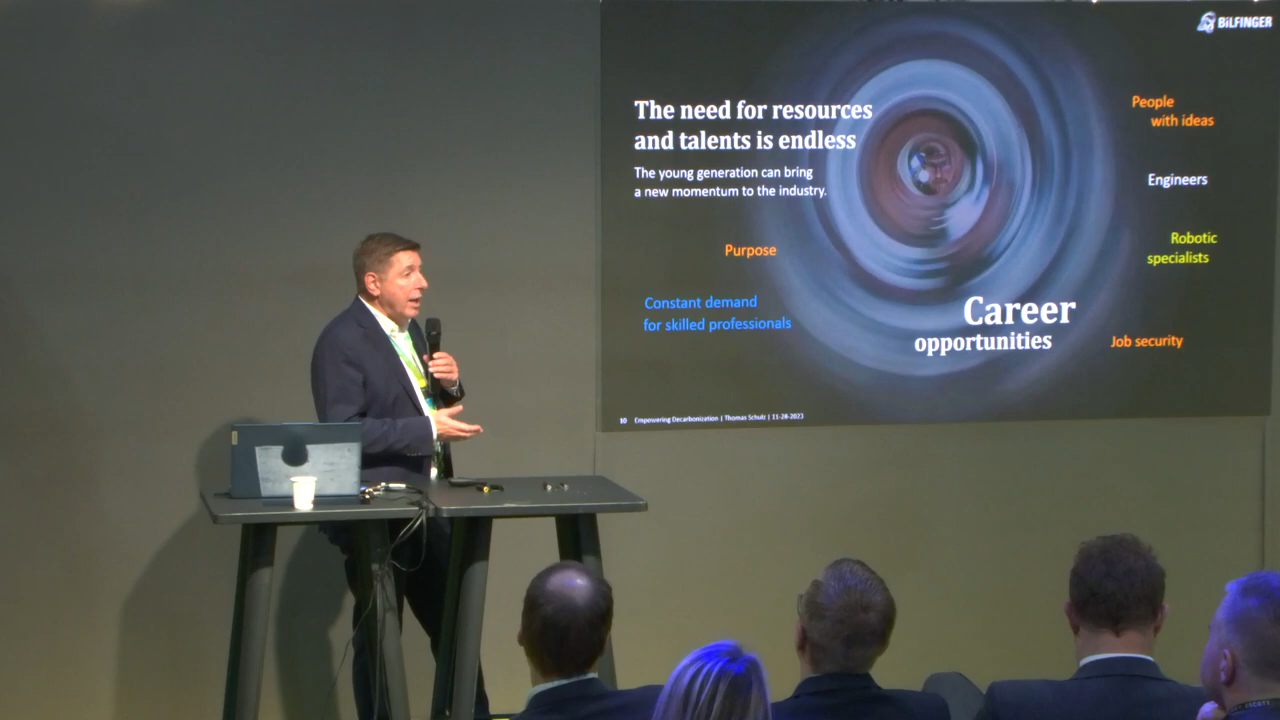 BILFINGER
The need for resources
and talents is endless
The young generation can bring
a new momentum to the industry.
People
with ideas
Engineers
Robotic
specialists
Purpose
Constant demand
for skilled professionals
Career
opportunities
Job security
10 Empowering Decarbonization | Thomas Schulz | 11-28-2023